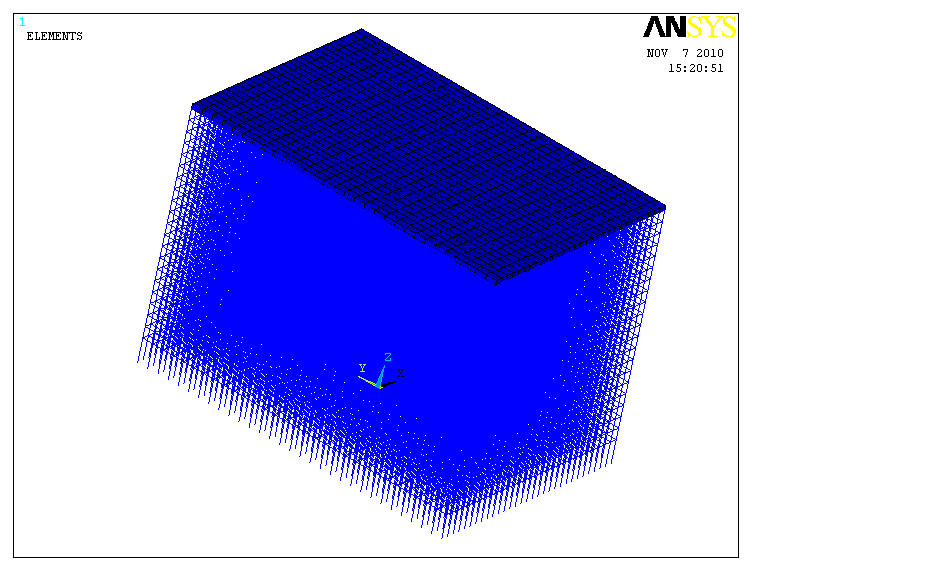 1
ELEMENTS
ANSYS
NOV 7 2010
15:20:51
Z
Y
X